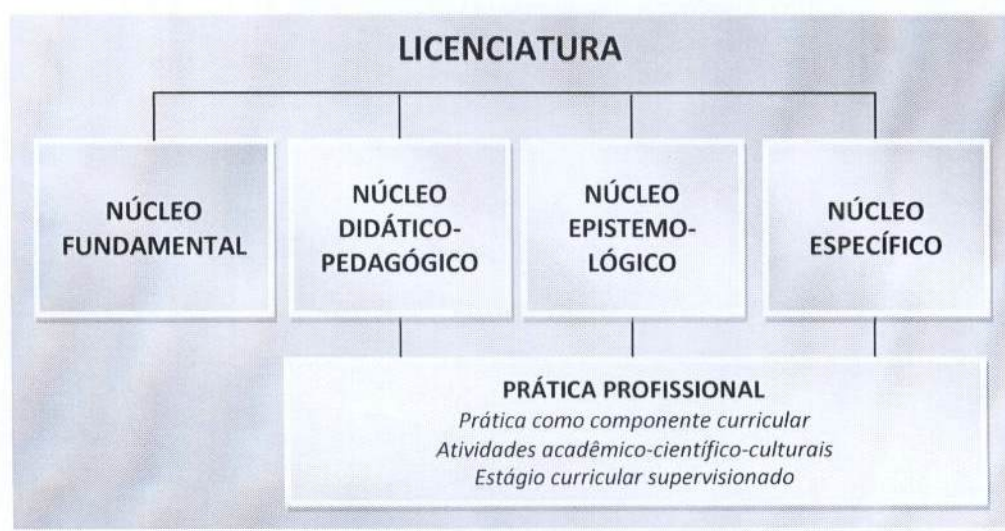 LICENCIATURA
NÚCLEO
FUNDAMENTAL
NÚCLEO
DIDÁTICO-
PEDAGÓGICO
NÚCLEO
EPISTEMO-
LÓGICO
NÚCLEO
ESPECÍFICO
PRÁTICA PROFISSIONAL
Prática como componente curricular
Atividades acadêmico-científico-culturais
Estágio curricular supervisionado